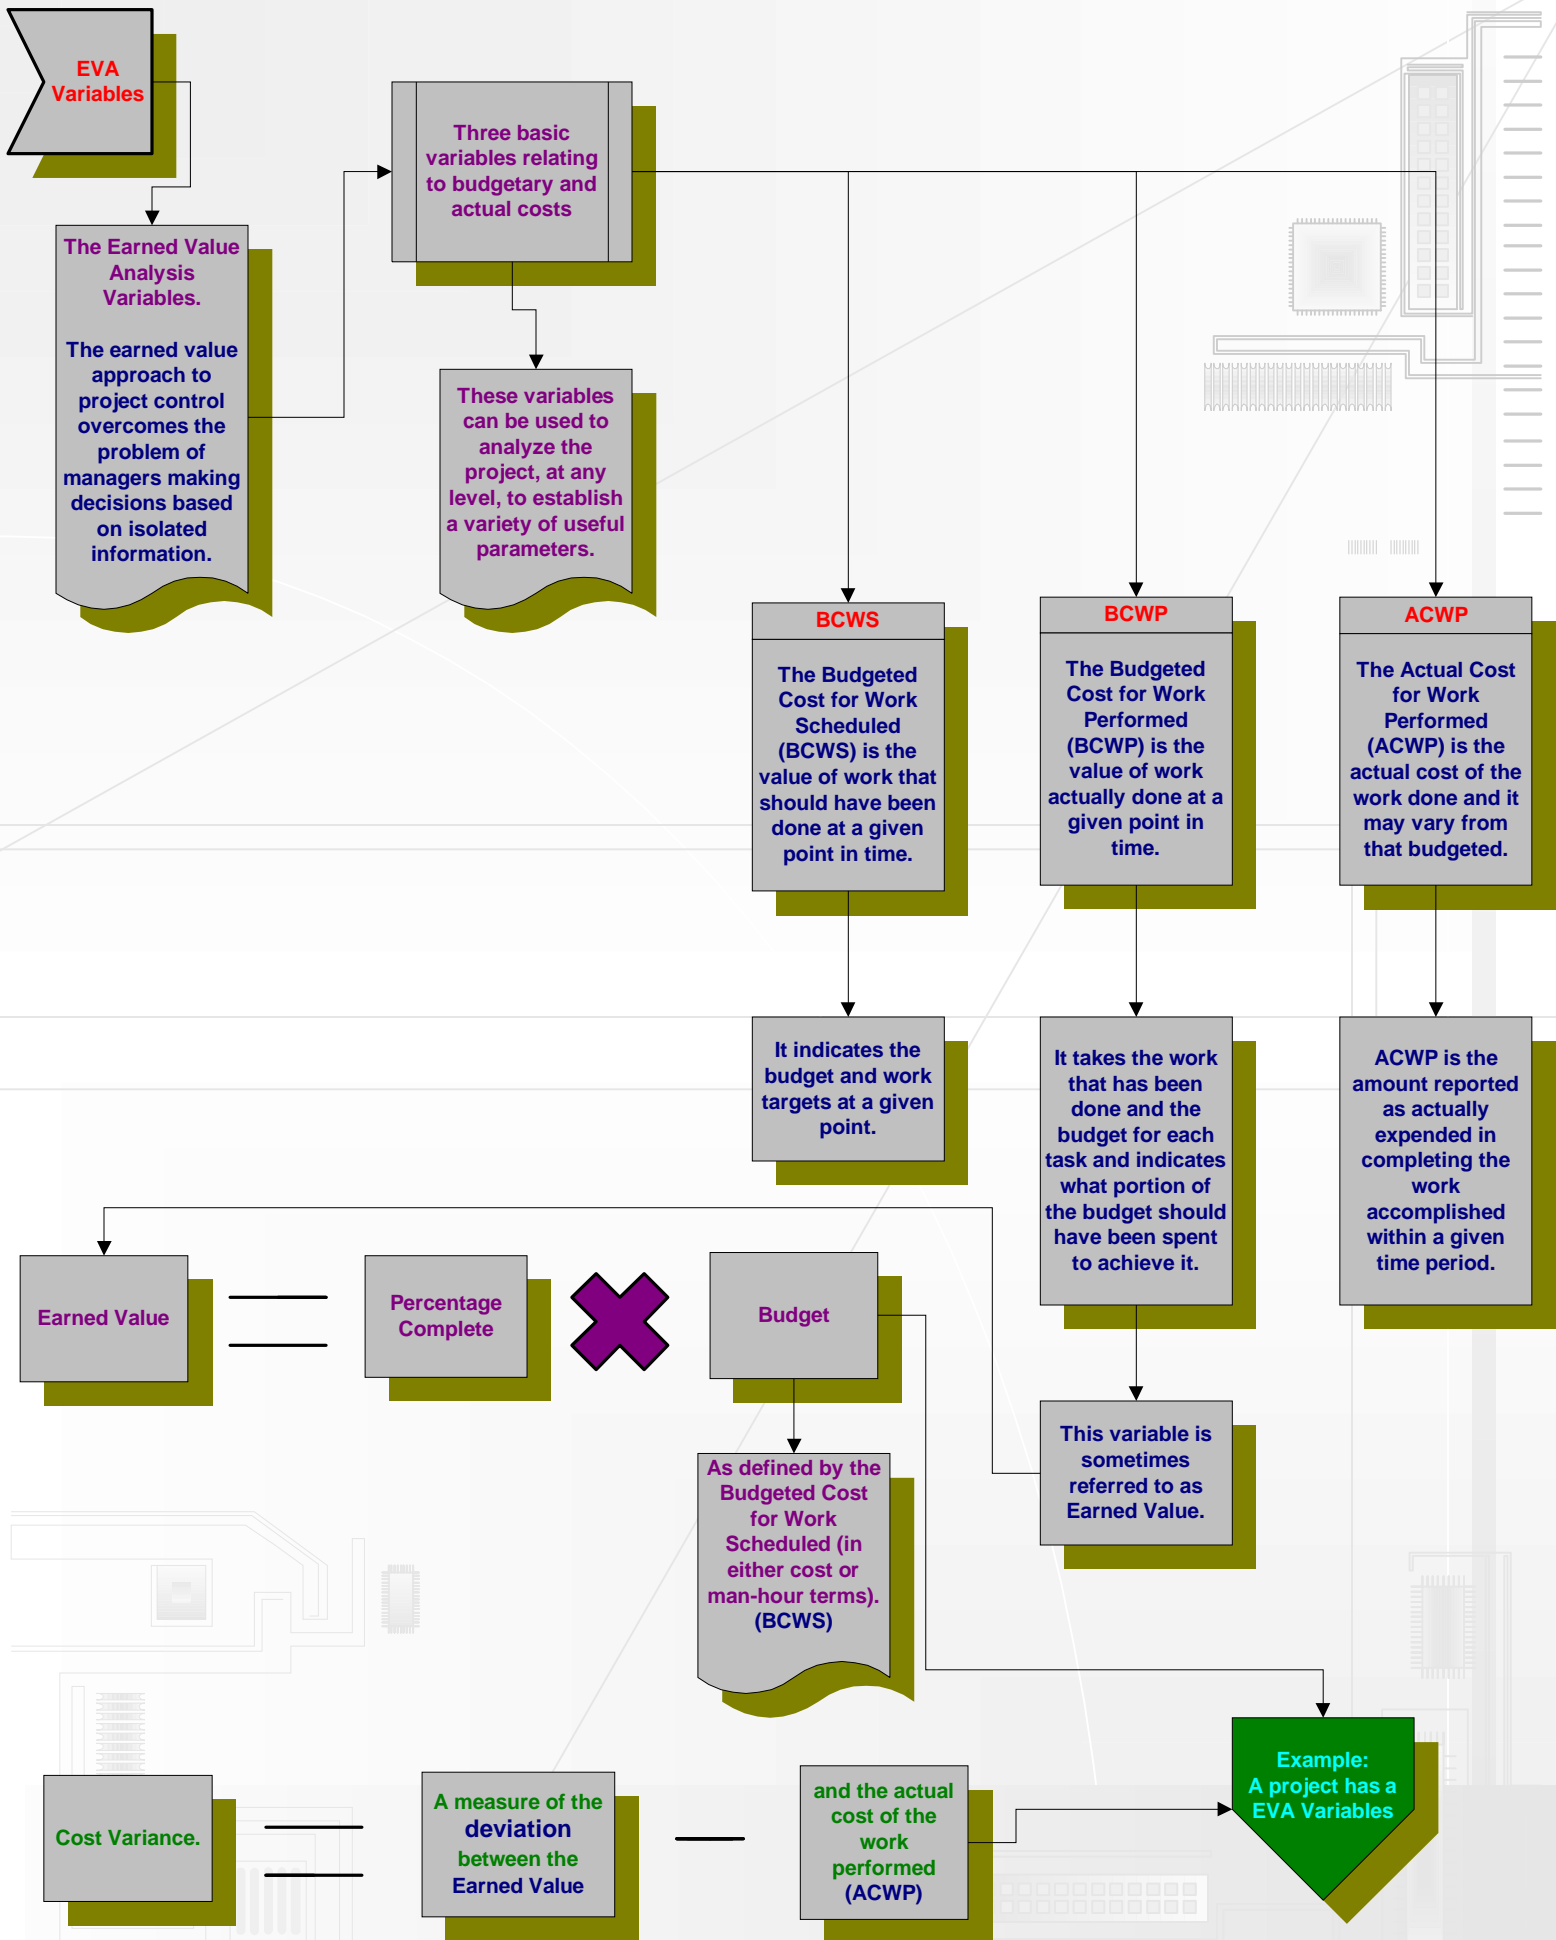 EVA
Variables
Three basic
variables relating
to budgetary and
actual costs
The Earned Value
Analysis
Variables.
The earned value
approach to
project control
overcomes the
problem of
managers making
decisions based
on isolated
information.
These variables
can be used to
analyze the
project, at any
level, to establish
a variety of useful
parameters.
BCWS
The Budgeted
Cost for Work
Scheduled
(BCWS) is the
value of work that
should have been
done at a given
point in time.
BCWP
The Budgeted
Cost for Work
Performed
(BCWP) is the
value of work
actually done at a
given point in
time.
ACWP
The Actual Cost
for Work
Performed
(ACWP) is the
actual cost of the
work done and it
may vary from
that budgeted.
It indicates the
budget and work
targets at a given
point.
It takes the work
that has been
done and the
budget for each
task and indicates
what portion of
the budget should
have been spent
to achieve it.
ACWP is the
amount reported
as actually
expended in
completing the
work
accomplished
within a given
time period.
Earned Value
Percentage
Complete
Budget
This variable is
sometimes
referred to as
Earned Value.
As defined by the
Budgeted Cost
for Work
Scheduled (in
either cost or
man-hour terms).
(BCWS)
Cost Variance.
A measure of the
deviation
between the
Earned Value
and the actual
cost of the
work
performed
(ACWP)
Example:
A project has a
EVA Variables